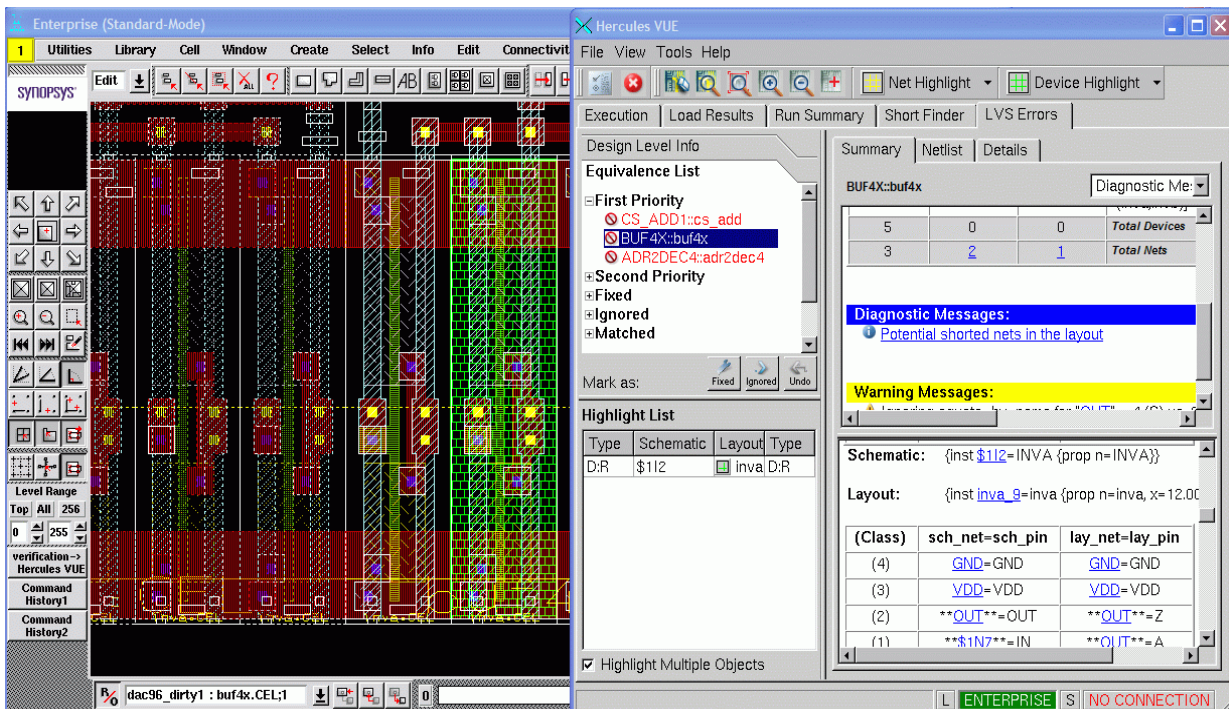 Enterprise (Standard-Mode)
1 Utilities Library Cell Window Create Select Info Edit Connectivit
SYNOPSYS®
Edit
ALL
AB
Level Range
Top All 256
0 255
verification->
Hercules VUE
Command
History1
Command
History2
R/O dac96_dirty1 : buf4x.CEL;1
0
Hercules VUE
File View Tools Help
Net Highlight Device Highlight
Execution Load Results Run Summary Short Finder LVS Errors
Design Level Info
Equivalence List
First Priority
CS_ADD1::cs_add
BUF4X::buf4x
ADR2DEC4::adr2dec4
Second Priority
Fixed
Ignored
Matched
Mark as: Fixed Ignored Undo
Highlight List
Type Schematic Layout Type
D:R $1I2 inva D:R
Highlight Multiple Objects
Summary Netlist Details
BUF4X::buf4x Diagnostic Me:
5 0 0 Total Devices
3 2 1 Total Nets
Diagnostic Messages:
Potential shorted nets in the layout
Warning Messages:
Schematic: {inst $1I2=INVA {prop n=INVA}}
Layout: {inst inva_9=inva {prop n=inva, x=12.00
(Class) sch_net=sch_pin lay_net=lay_pin
(4) GND=GND GND=GND
(3) VDD=VDD VDD=VDD
(2) **OUT**=OUT **OUT**=Z
(1) **$1N7**=IN **OUT**=A
L ENTERPRISE S NO CONNECTION